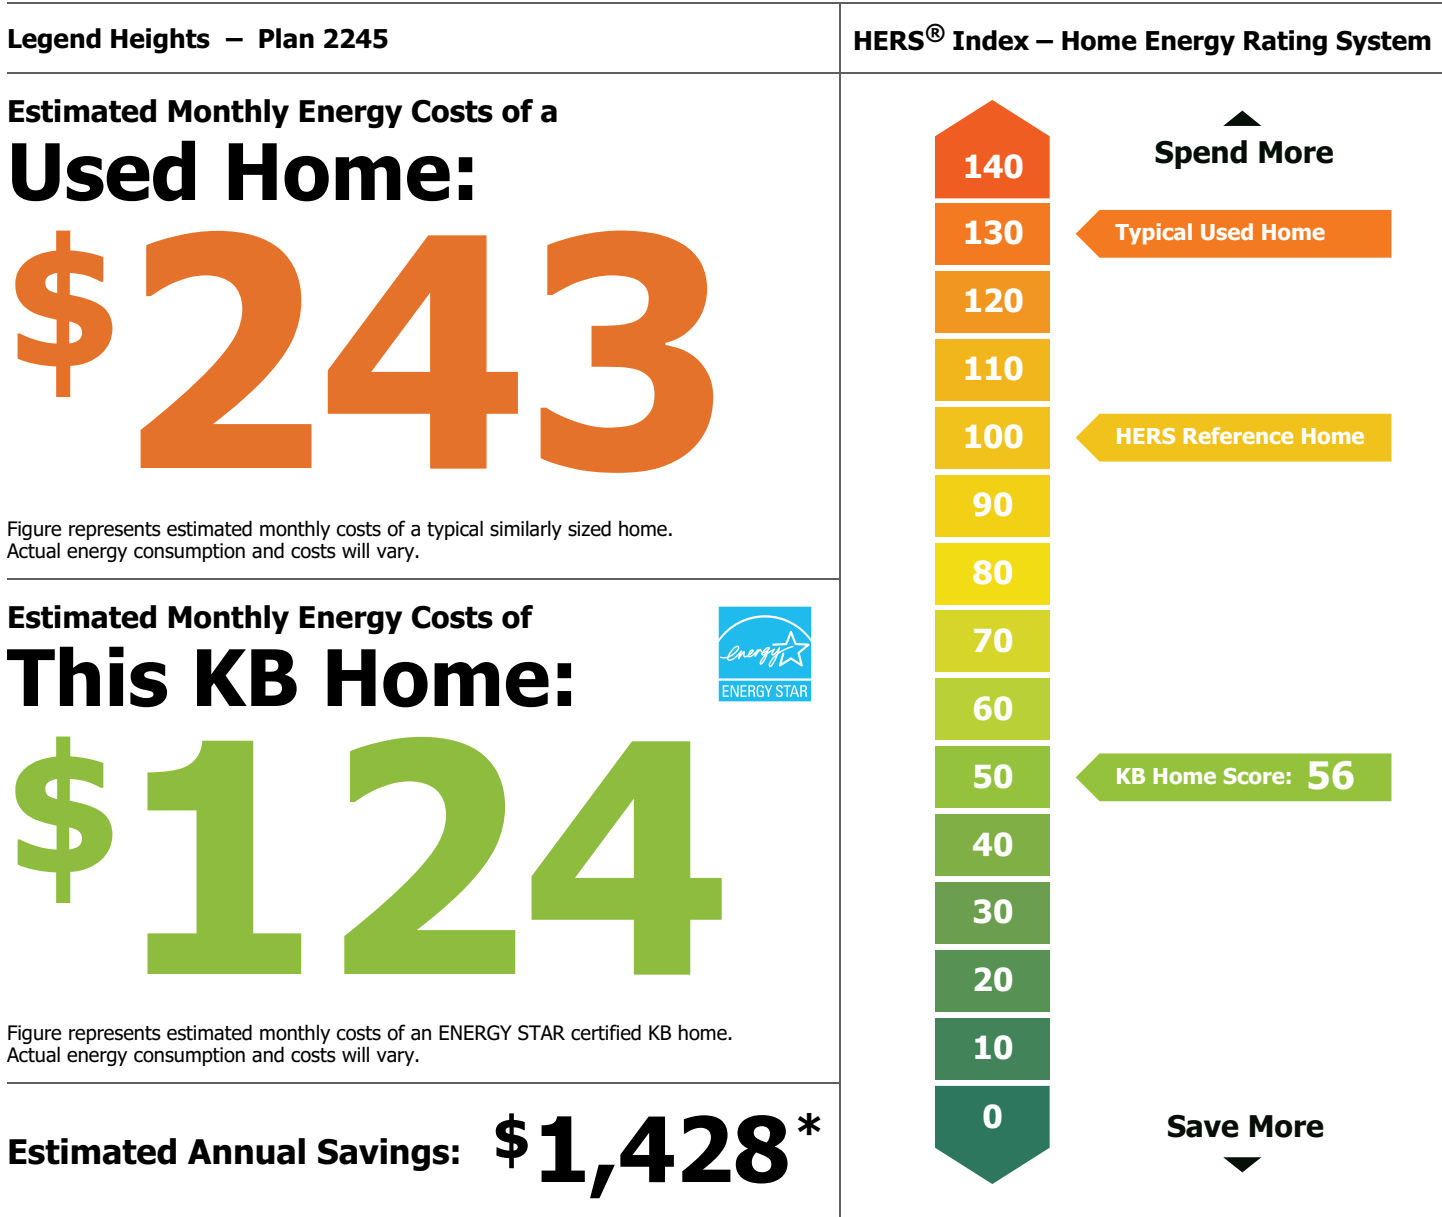 Legend Heights – Plan 2245
Estimated Monthly Energy Costs of a
Used Home:
$243
Figure represents estimated monthly costs of a typical similarly sized home.
Actual energy consumption and costs will vary.
Estimated Monthly Energy Costs of
This KB Home:
energy
ENERGY STAR
$124
Figure represents estimated monthly costs of an ENERGY STAR certified KB home.
Actual energy consumption and costs will vary.
Estimated Annual Savings: $1,428*
HERS® Index – Home Energy Rating System
Spend More
140
130
Typical Used Home
120
110
100
HERS Reference Home
90
80
70
60
50
KB Home Score: 56
40
30
20
10
0
Save More